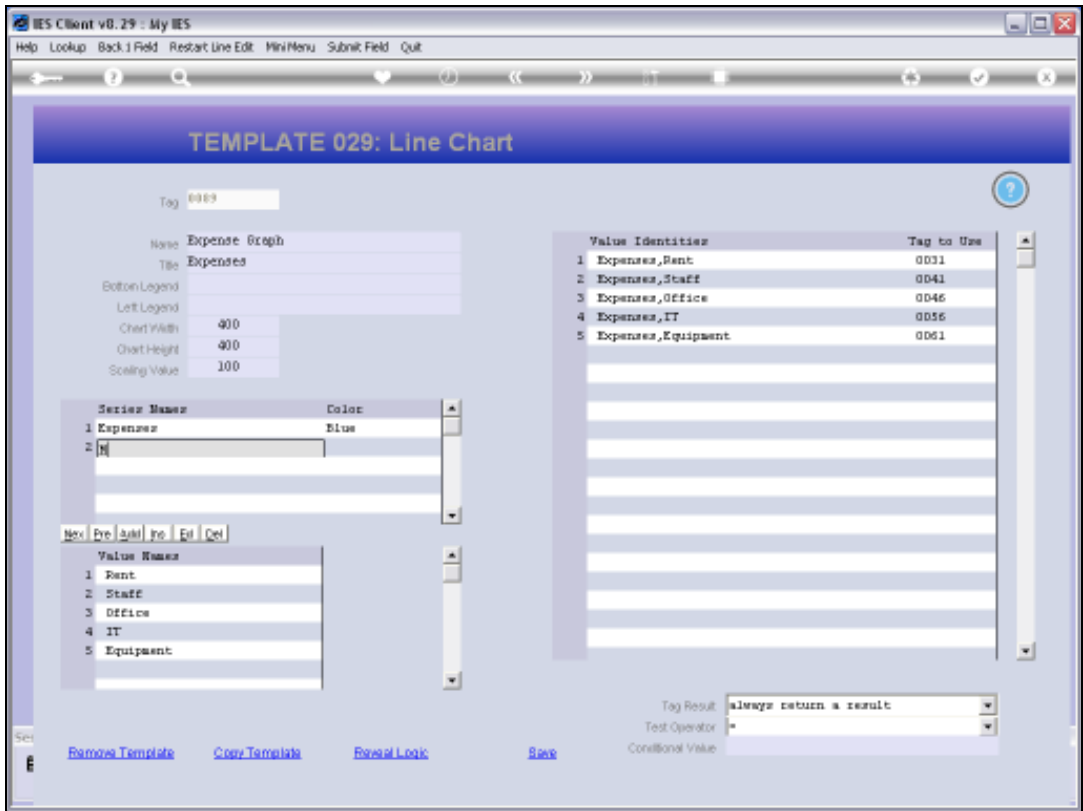 IES Client v8.29 : My IES
Help Lookup Back 1 Field Restart Line Edit Mini Menu Submit Field Quit
TEMPLATE 029: Line Chart
Tag 0089
Name Expense Graph
Title Expenses
Bottom Legend
Left Legend
Chart Width 400
Chart Height 400
Scaling Value 100
Series Names Color
1 Expenses Blue
2 N
Nex Pre Add Ins Ed Del
Value Names
1 Rent
2 Staff
3 Office
4 IT
5 Equipment
Value Identities Tag to Use
1 Expenses,Rent 0031
2 Expenses,Staff 0041
3 Expenses,Office 0046
4 Expenses,IT 0056
5 Expenses,Equipment 0061
Tag Result always return a result
Test Operator =
Conditional Value
Remove Template Copy Template Reveal Logic Save